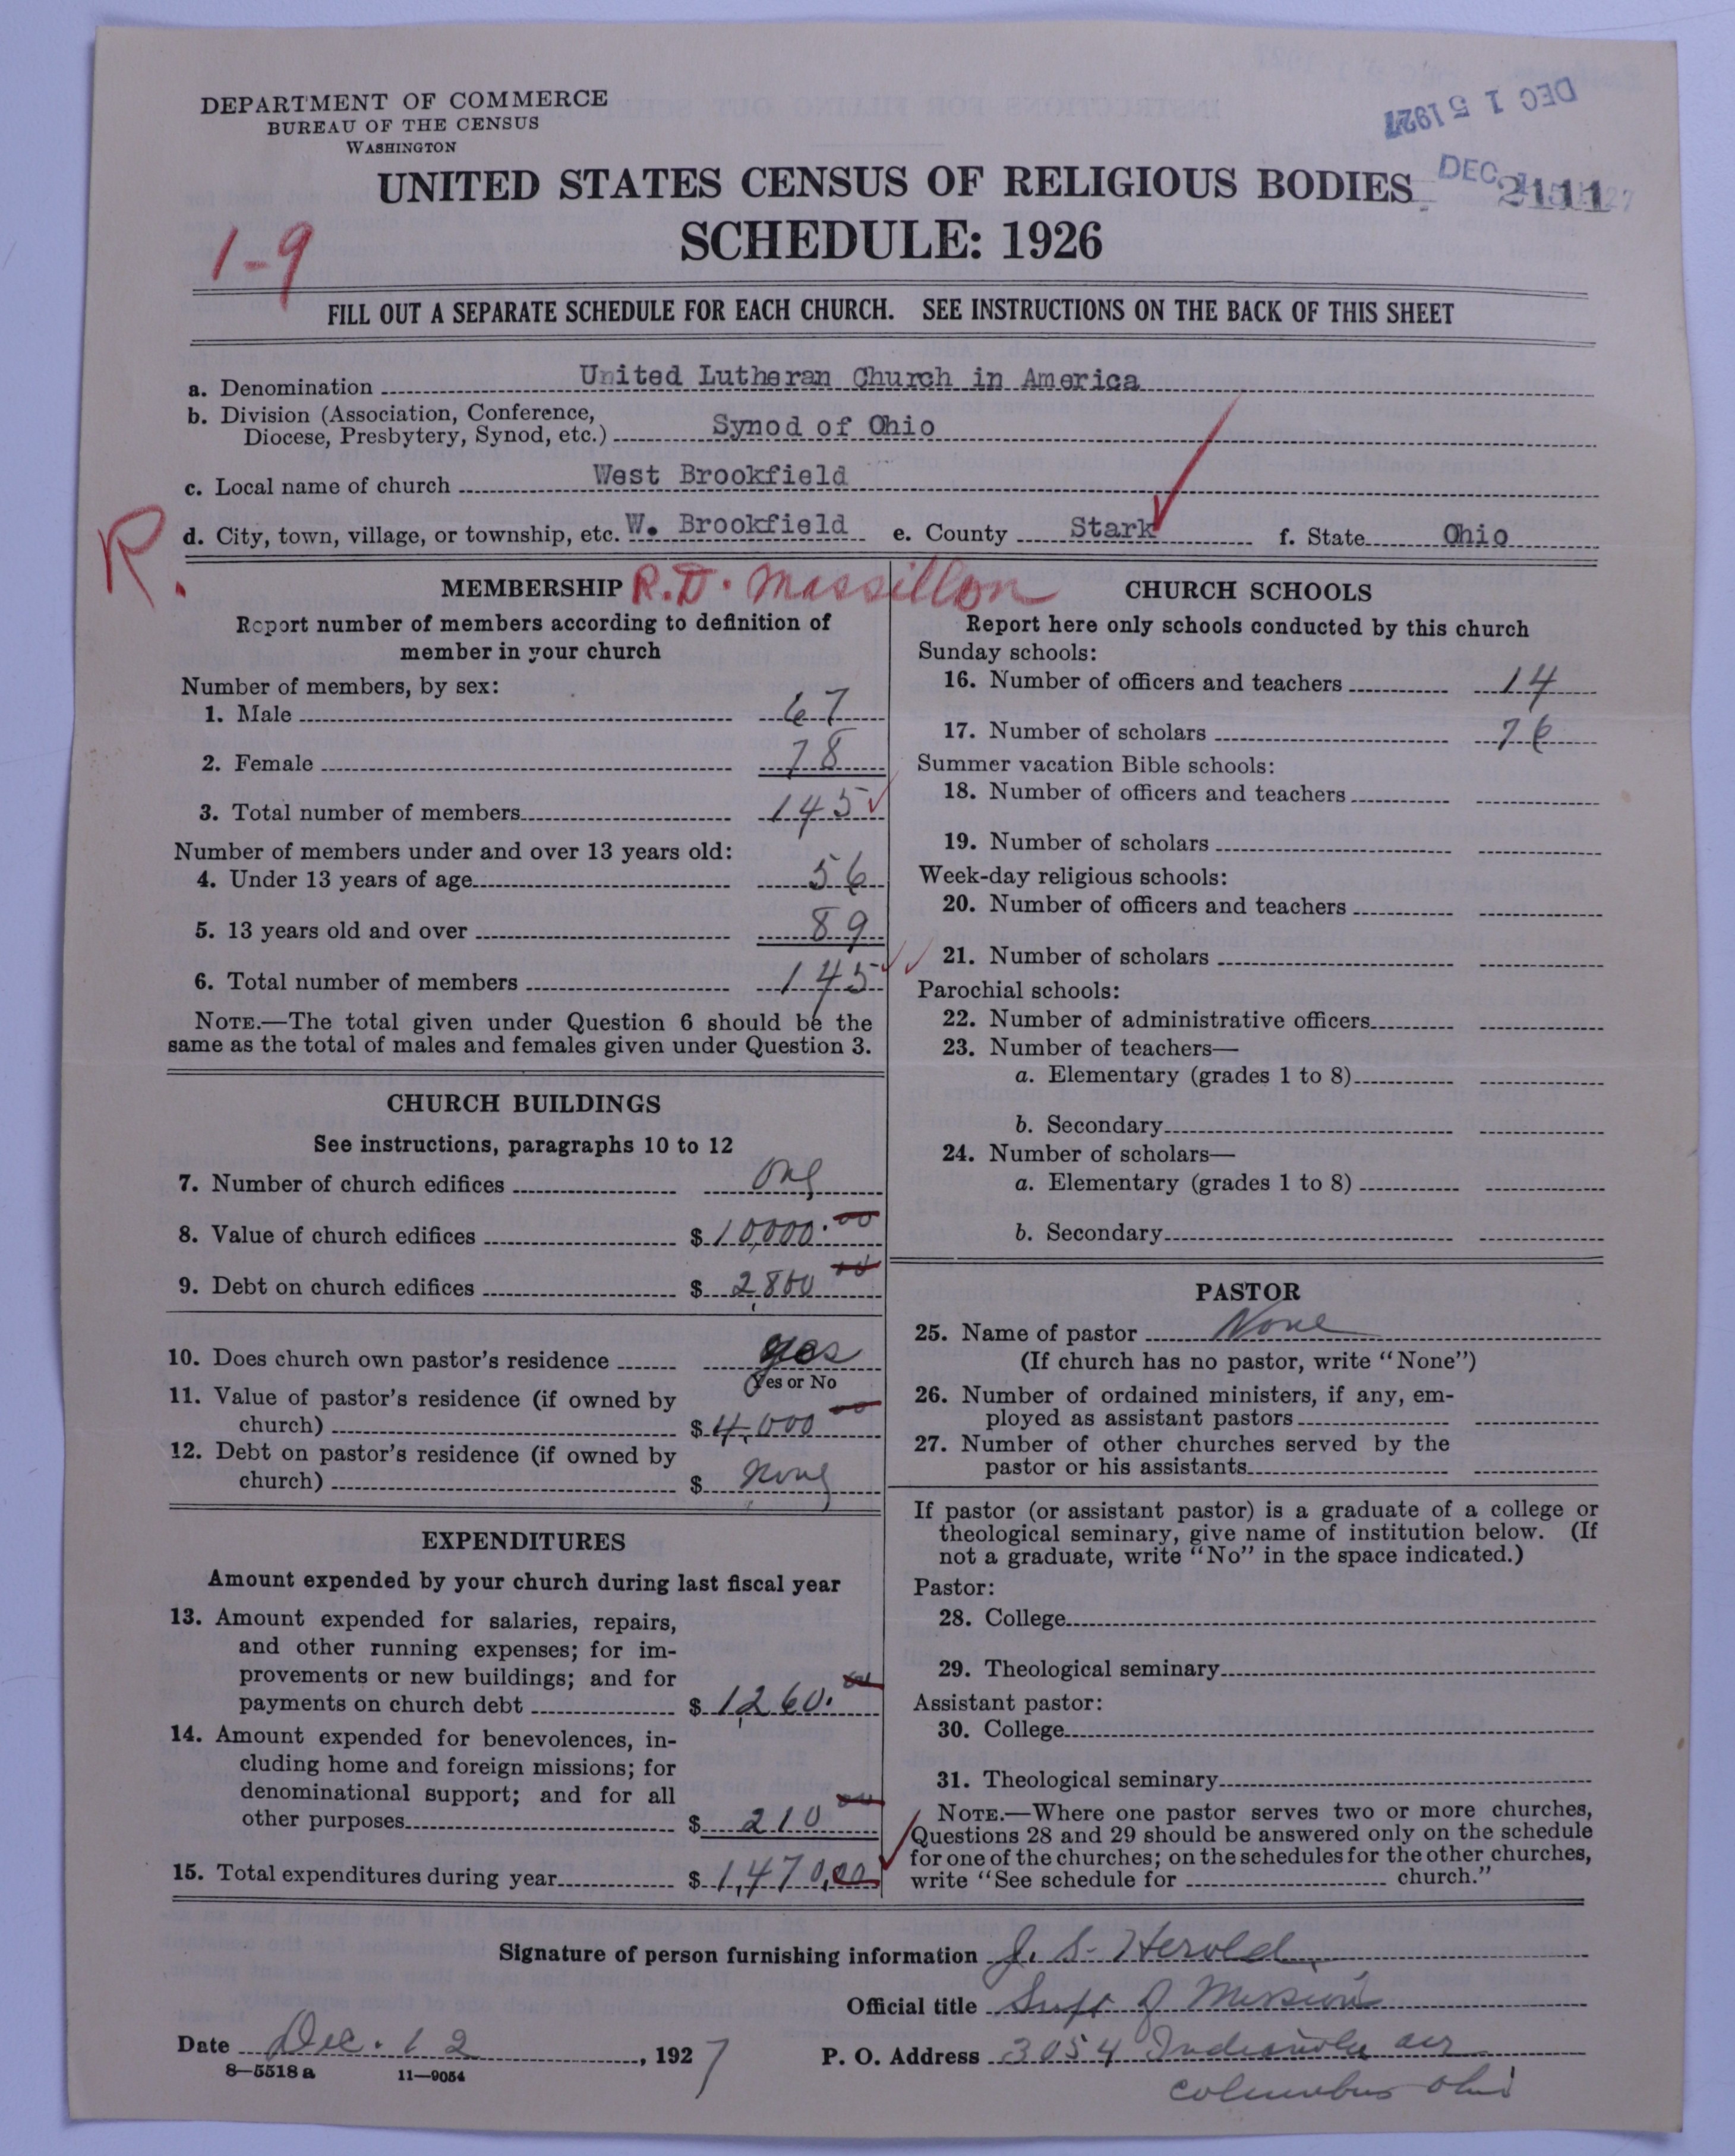 DEPARTMENT OF COMMERCE
BUREAU OF THE CENSUS
WASHINGTON
DEC 15 1927
UNITED STATES CENSUS OF RELIGIOUS BODIES
DEC 15 1927
2111
SCHEDULE: 1926
1-9
FILL OUT A SEPARATE SCHEDULE FOR EACH CHURCH. SEE INSTRUCTIONS ON THE BACK OF THIS SHEET
a. Denomination United Lutheran Church in America
b. Division (Association, Conference,
Diocese, Presbytery, Synod, etc.) Synod of Ohio
c. Local name of church West Brookfield
d. City, town, village, or township, etc. W. Brookfield e. County Stark f. State Ohio
R.
R.D. Massillon
MEMBERSHIP
Report number of members according to definition of
member in your church
Number of members, by sex:
1. Male 67
2. Female 78
3. Total number of members 145
Number of members under and over 13 years old:
4. Under 13 years of age 56
5. 13 years old and over 89
6. Total number of members 145
NOTE.—The total given under Question 6 should be the
same as the total of males and females given under Question 3.
CHURCH BUILDINGS
See instructions, paragraphs 10 to 12
7. Number of church edifices One
8. Value of church edifices $ 10,000.00
9. Debt on church edifices $ 2,800 00
10. Does church own pastor's residence yes
Yes or No
11. Value of pastor's residence (if owned by
church) $ 4,000 00
12. Debt on pastor's residence (if owned by
church) $ none
EXPENDITURES
Amount expended by your church during last fiscal year
13. Amount expended for salaries, repairs,
and other running expenses; for im-
provements or new buildings; and for
payments on church debt $ 1,260.00
14. Amount expended for benevolences, in-
cluding home and foreign missions; for
denominational support; and for all
other purposes $ 210 00
15. Total expenditures during year $ 1,470.00
CHURCH SCHOOLS
Report here only schools conducted by this church
Sunday schools:
16. Number of officers and teachers 14
17. Number of scholars 76
Summer vacation Bible schools:
18. Number of officers and teachers
19. Number of scholars
Week-day religious schools:
20. Number of officers and teachers
21. Number of scholars
Parochial schools:
22. Number of administrative officers
23. Number of teachers—
a. Elementary (grades 1 to 8)
b. Secondary
24. Number of scholars—
a. Elementary (grades 1 to 8)
b. Secondary
PASTOR
25. Name of pastor None
(If church has no pastor, write "None")
26. Number of ordained ministers, if any, em-
ployed as assistant pastors
27. Number of other churches served by the
pastor or his assistants
If pastor (or assistant pastor) is a graduate of a college or
theological seminary, give name of institution below. (If
not a graduate, write "No" in the space indicated.)
Pastor:
28. College
29. Theological seminary
Assistant pastor:
30. College
31. Theological seminary
NOTE.—Where one pastor serves two or more churches,
Questions 28 and 29 should be answered only on the schedule
for one of the churches; on the schedules for the other churches,
write "See schedule for church."
Signature of person furnishing information J. S. Herold
Official title Supt of Missions
Date Dec. 12, 1927 P. O. Address 3054 Indianola av
8—5518 a 11—9054
Columbus Ohio